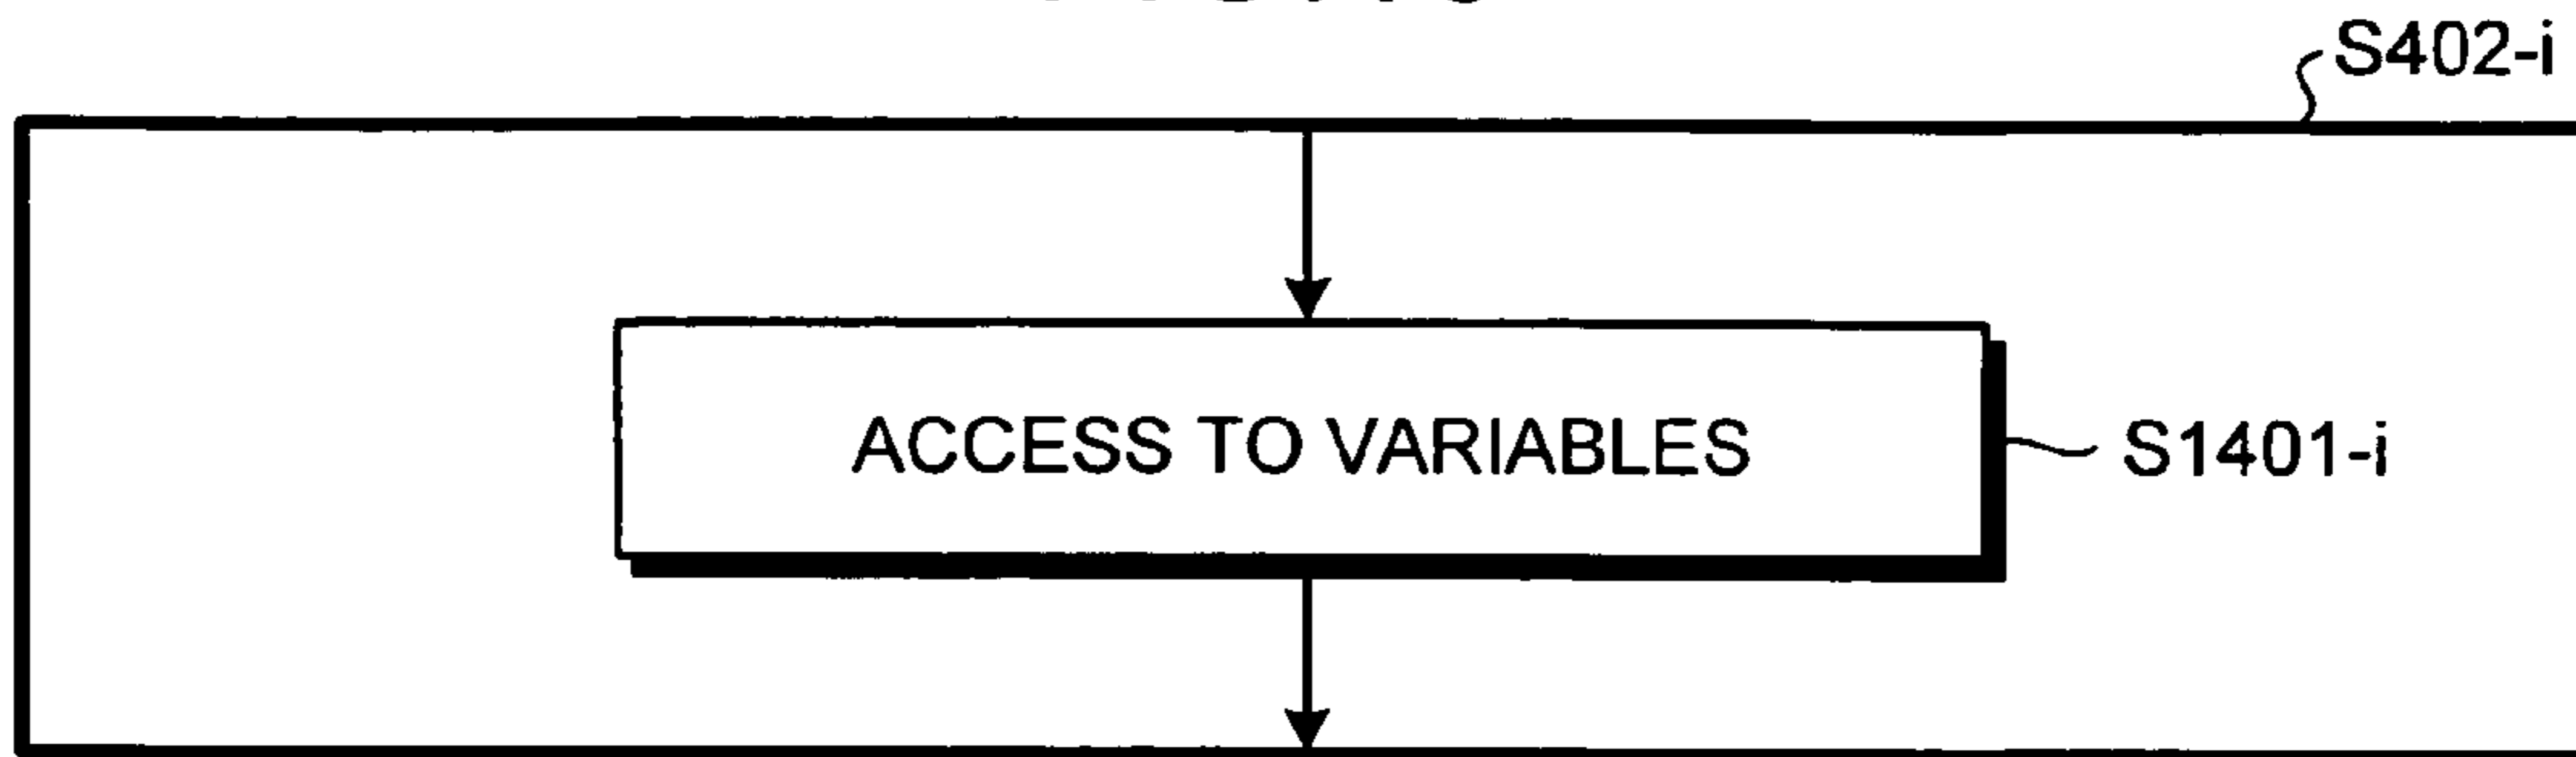 S402-i
ACCESS TO VARIABLES
S1401-i